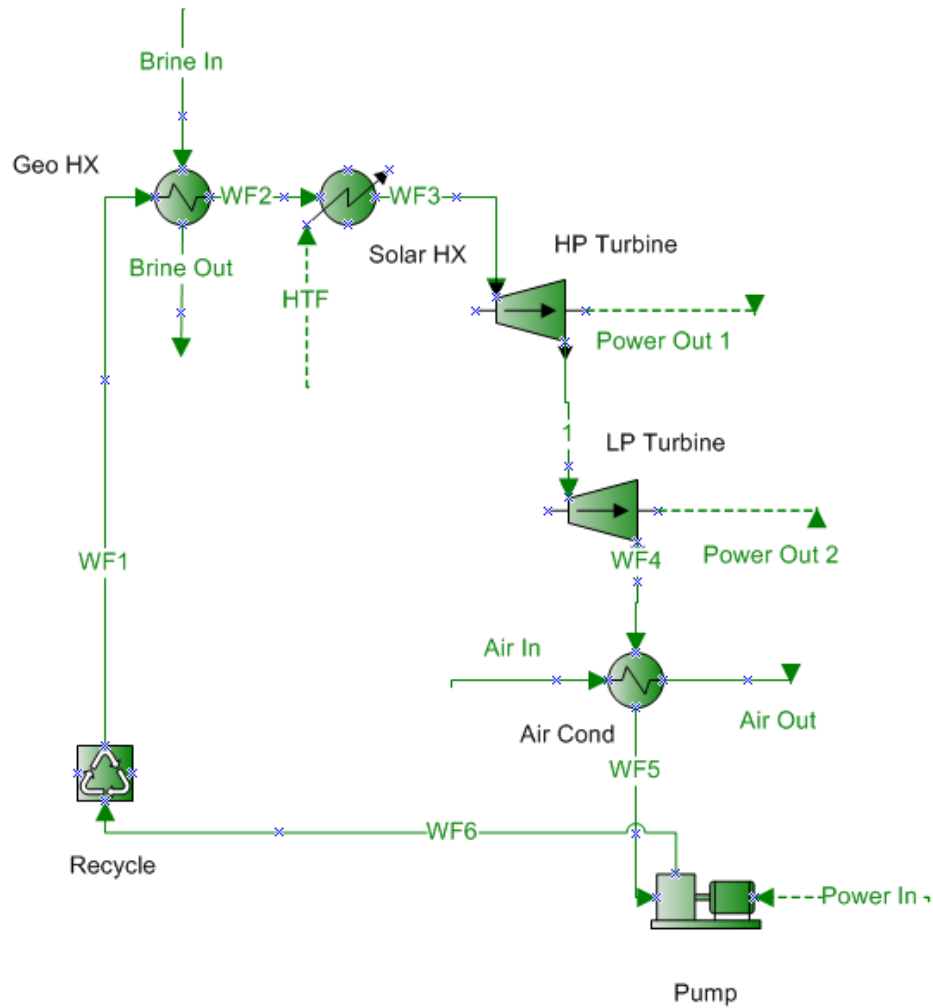 Brine In
Geo HX
WF2
WF3
Solar HX
HP Turbine
Brine Out
HTF
Power Out 1
1
LP Turbine
WF1
WF4
Power Out 2
Air In
Air Out
Air Cond
WF5
WF6
Recycle
Power In
Pump